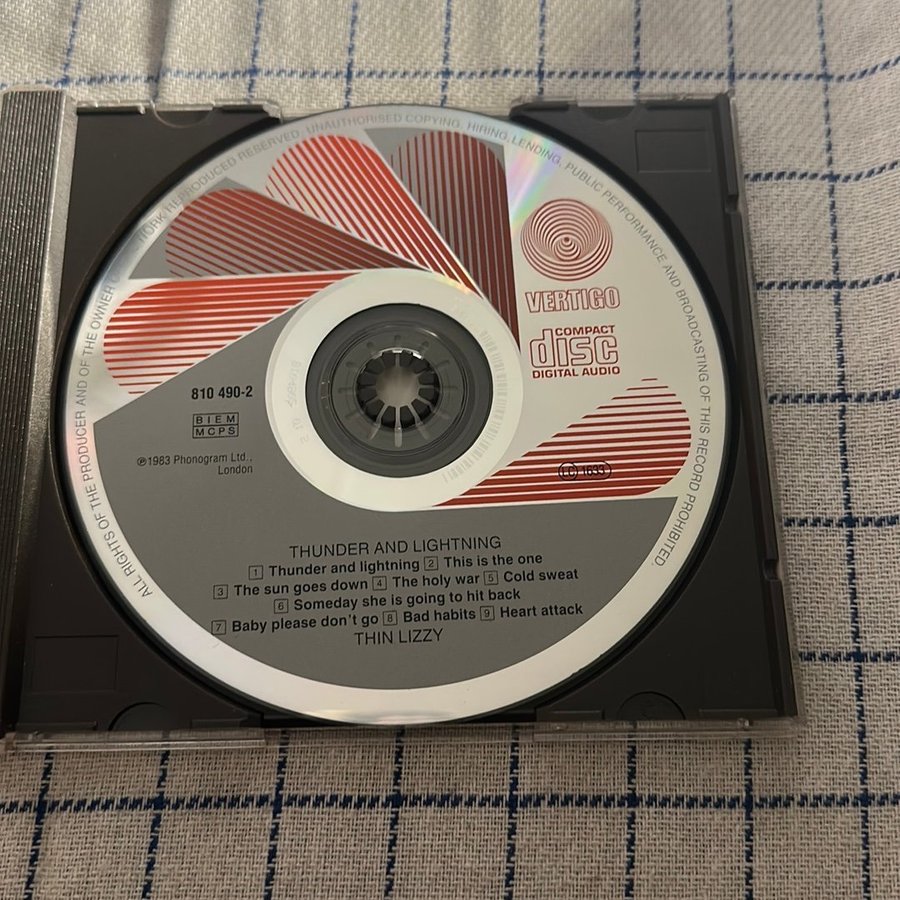 ALL RIGHTS OF THE PRODUCER AND OF THE OWNER WORK REPRODUCED RESERVED. UNAUTHORISED COPYING, HIRING, LENDING, PUBLIC PERFORMANCE AND BROADCASTING OF THIS RECORD PROHIBITED.
VERTIGO
COMPACT
disc
DIGITAL AUDIO
810 490-2
BIEM
MCPS
℗1983 Phonogram Ltd.,
London
LC 1633
THUNDER AND LIGHTNING
1 Thunder and lightning 2 This is the one
3 The sun goes down 4 The holy war 5 Cold sweat
6 Someday she is going to hit back
7 Baby please don't go 8 Bad habits 9 Heart attack
THIN LIZZY